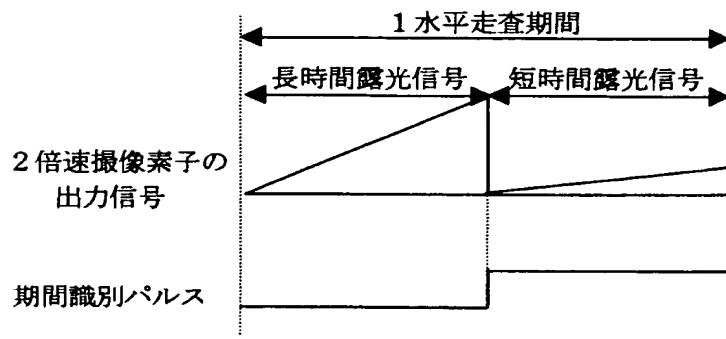 1水平走査期間
長時間露光信号
短時間露光信号
2倍速撮像素子の
出力信号
期間識別パルス